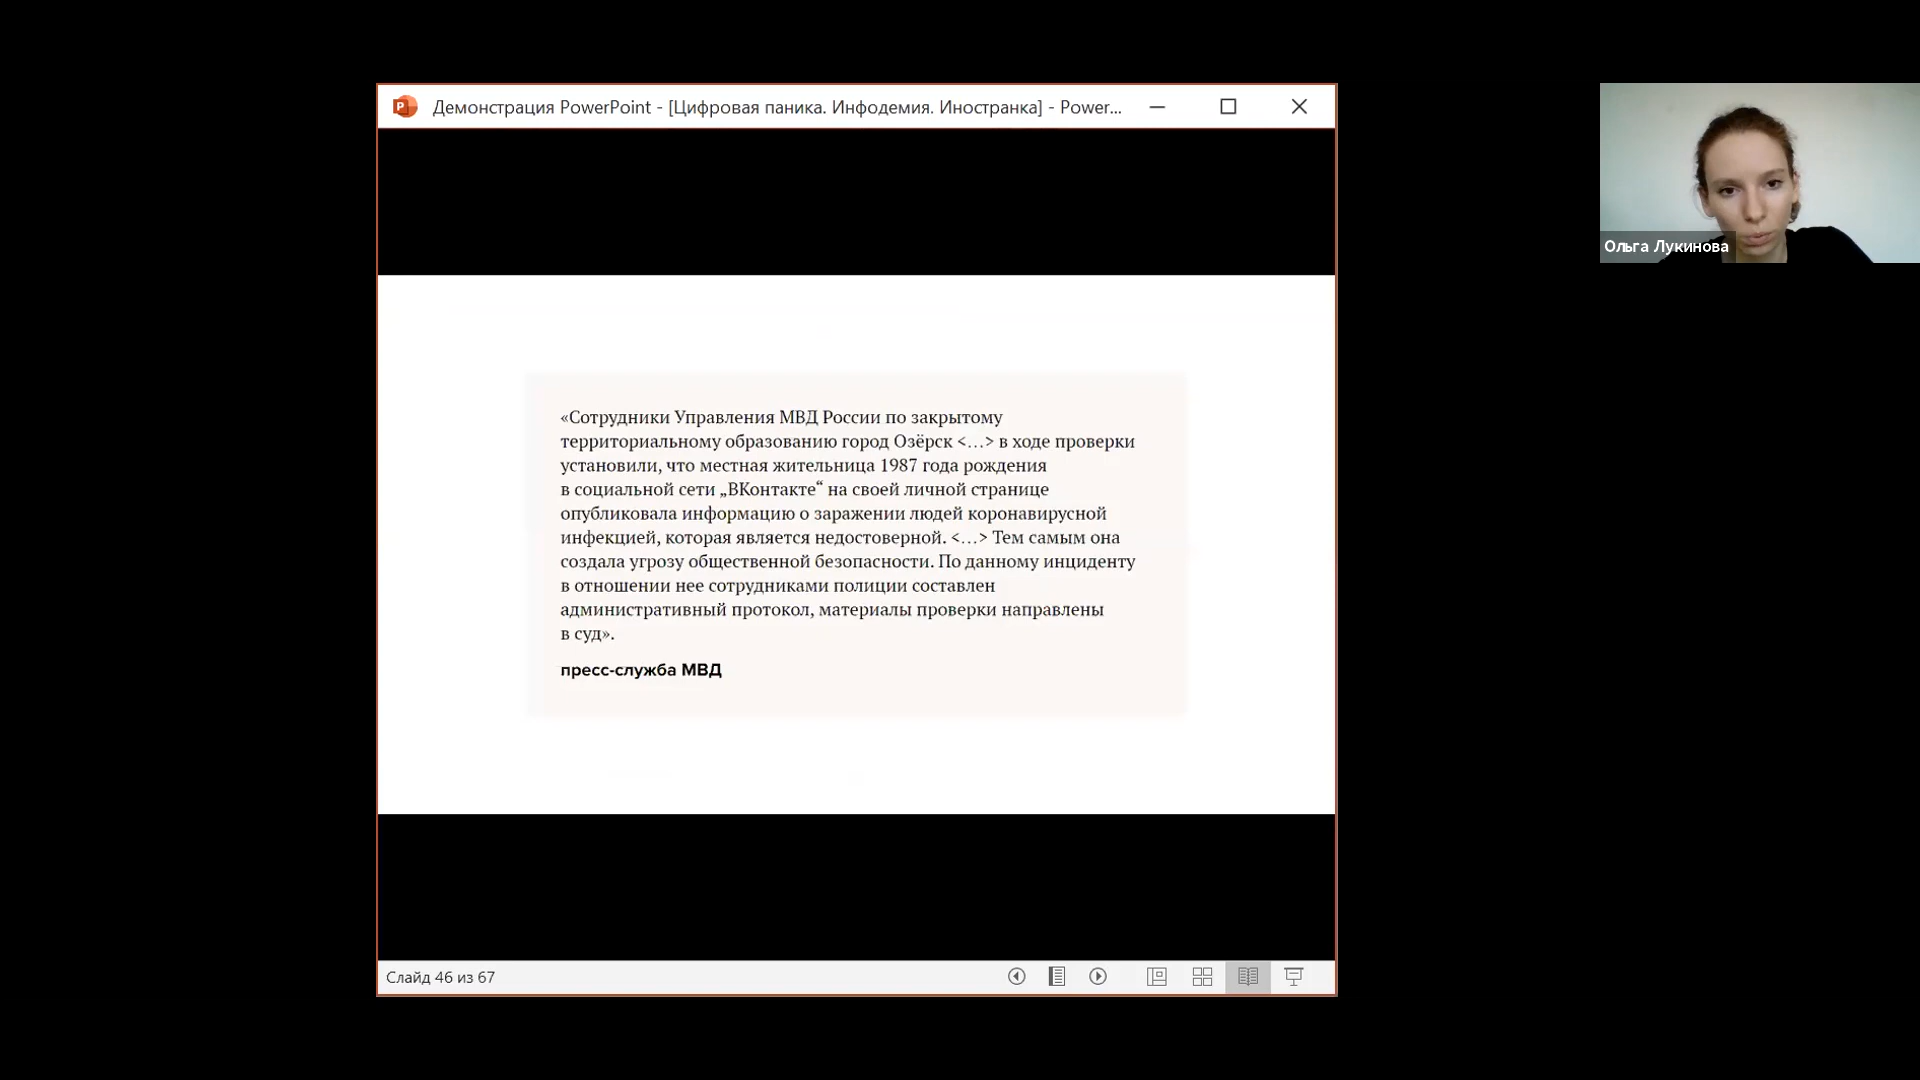 Демонстрация PowerPoint - [Цифровая паника. Инфодемия. Иностранка] - Power...
Ольга Лукинова
«Сотрудники Управления МВД России по закрытому
территориальному образованию город Озёрск <…> в ходе проверки
установили, что местная жительница 1987 года рождения
в социальной сети „ВКонтакте“ на своей личной странице
опубликовала информацию о заражении людей коронавирусной
инфекцией, которая является недостоверной. <…> Тем самым она
создала угрозу общественной безопасности. По данному инциденту
в отношении нее сотрудниками полиции составлен
административный протокол, материалы проверки направлены
в суд».
пресс-служба МВД
Слайд 46 из 67